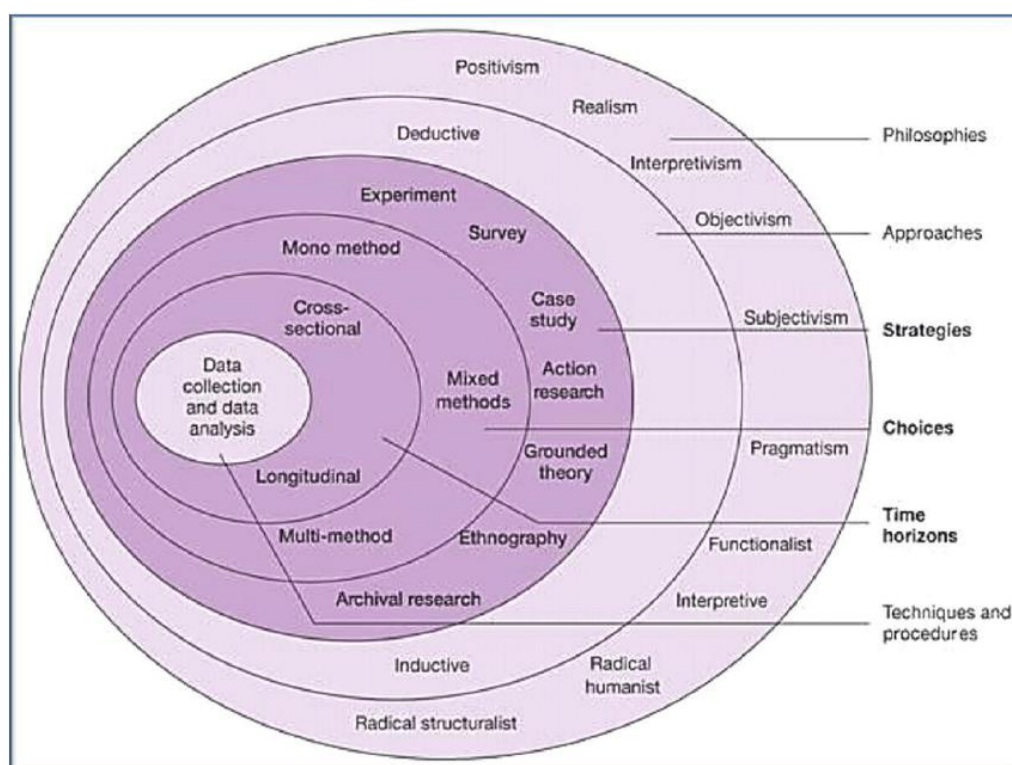 Positivism
Realism
Philosophies
Deductive
Interpretivism
Experiment
Objectivism
Survey
Approaches
Mono method
Cross-
sectional
Case
study
Subjectivism
Strategies
Data
collection
and data
analysis
Mixed
methods
Action
research
Choices
Pragmatism
Grounded
theory
Longitudinal
Time
horizons
Multi-method
Ethnography
Functionalist
Archival research
Interpretive
Techniques and
procedures
Inductive
Radical
humanist
Radical structuralist